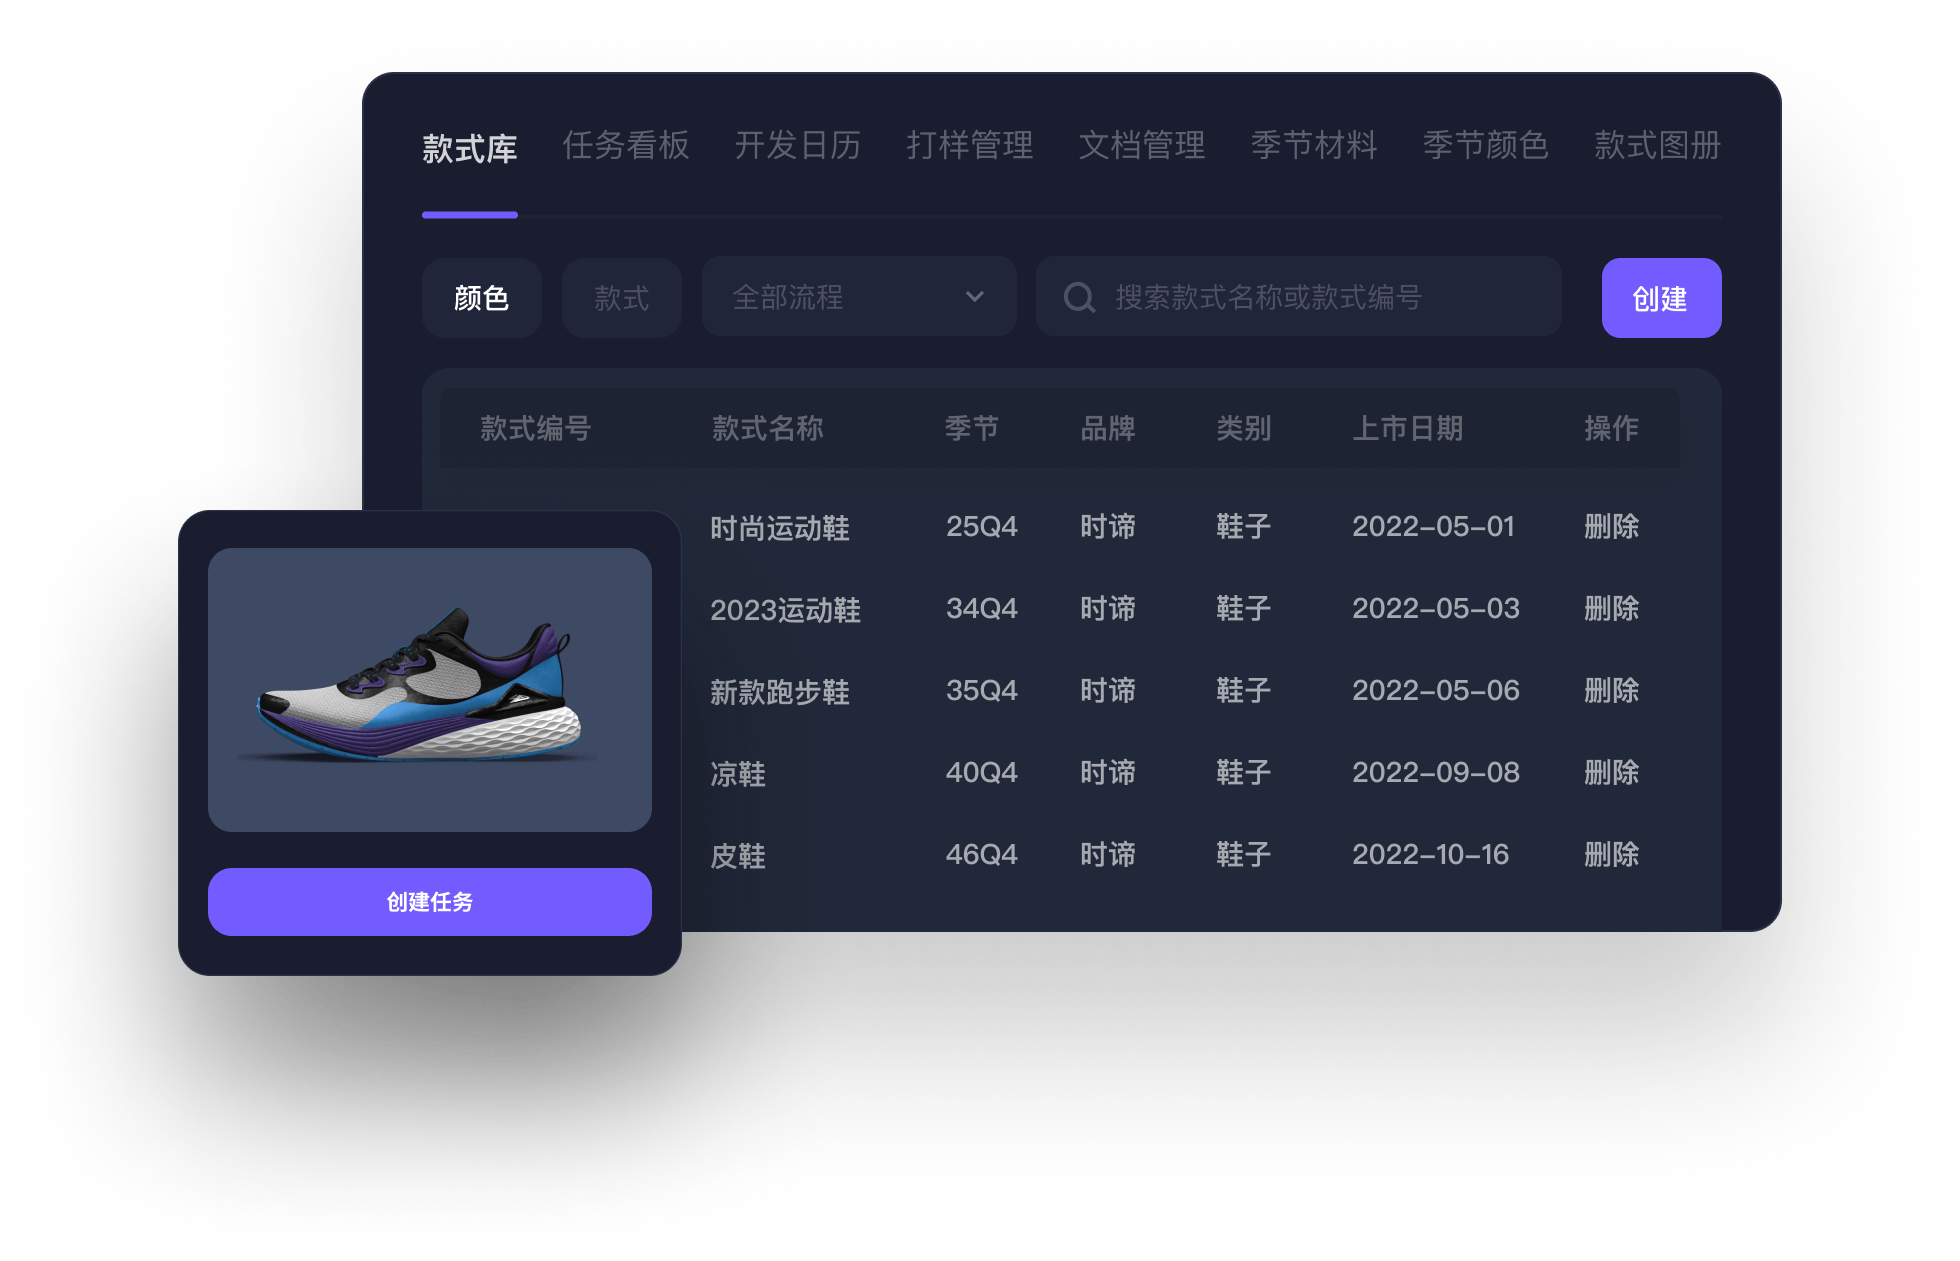 款式库 任务看板 开发日历 打样管理 文档管理 季节材料 季节颜色 款式图册
颜色 款式 全部流程 搜索款式名称或款式编号 创建
款式编号 款式名称 季节 品牌 类别 上市日期 操作
时尚运动鞋 25Q4 时谛 鞋子 2022-05-01 删除
2023运动鞋 34Q4 时谛 鞋子 2022-05-03 删除
新款跑步鞋 35Q4 时谛 鞋子 2022-05-06 删除
凉鞋 40Q4 时谛 鞋子 2022-09-08 删除
皮鞋 46Q4 时谛 鞋子 2022-10-16 删除
创建任务